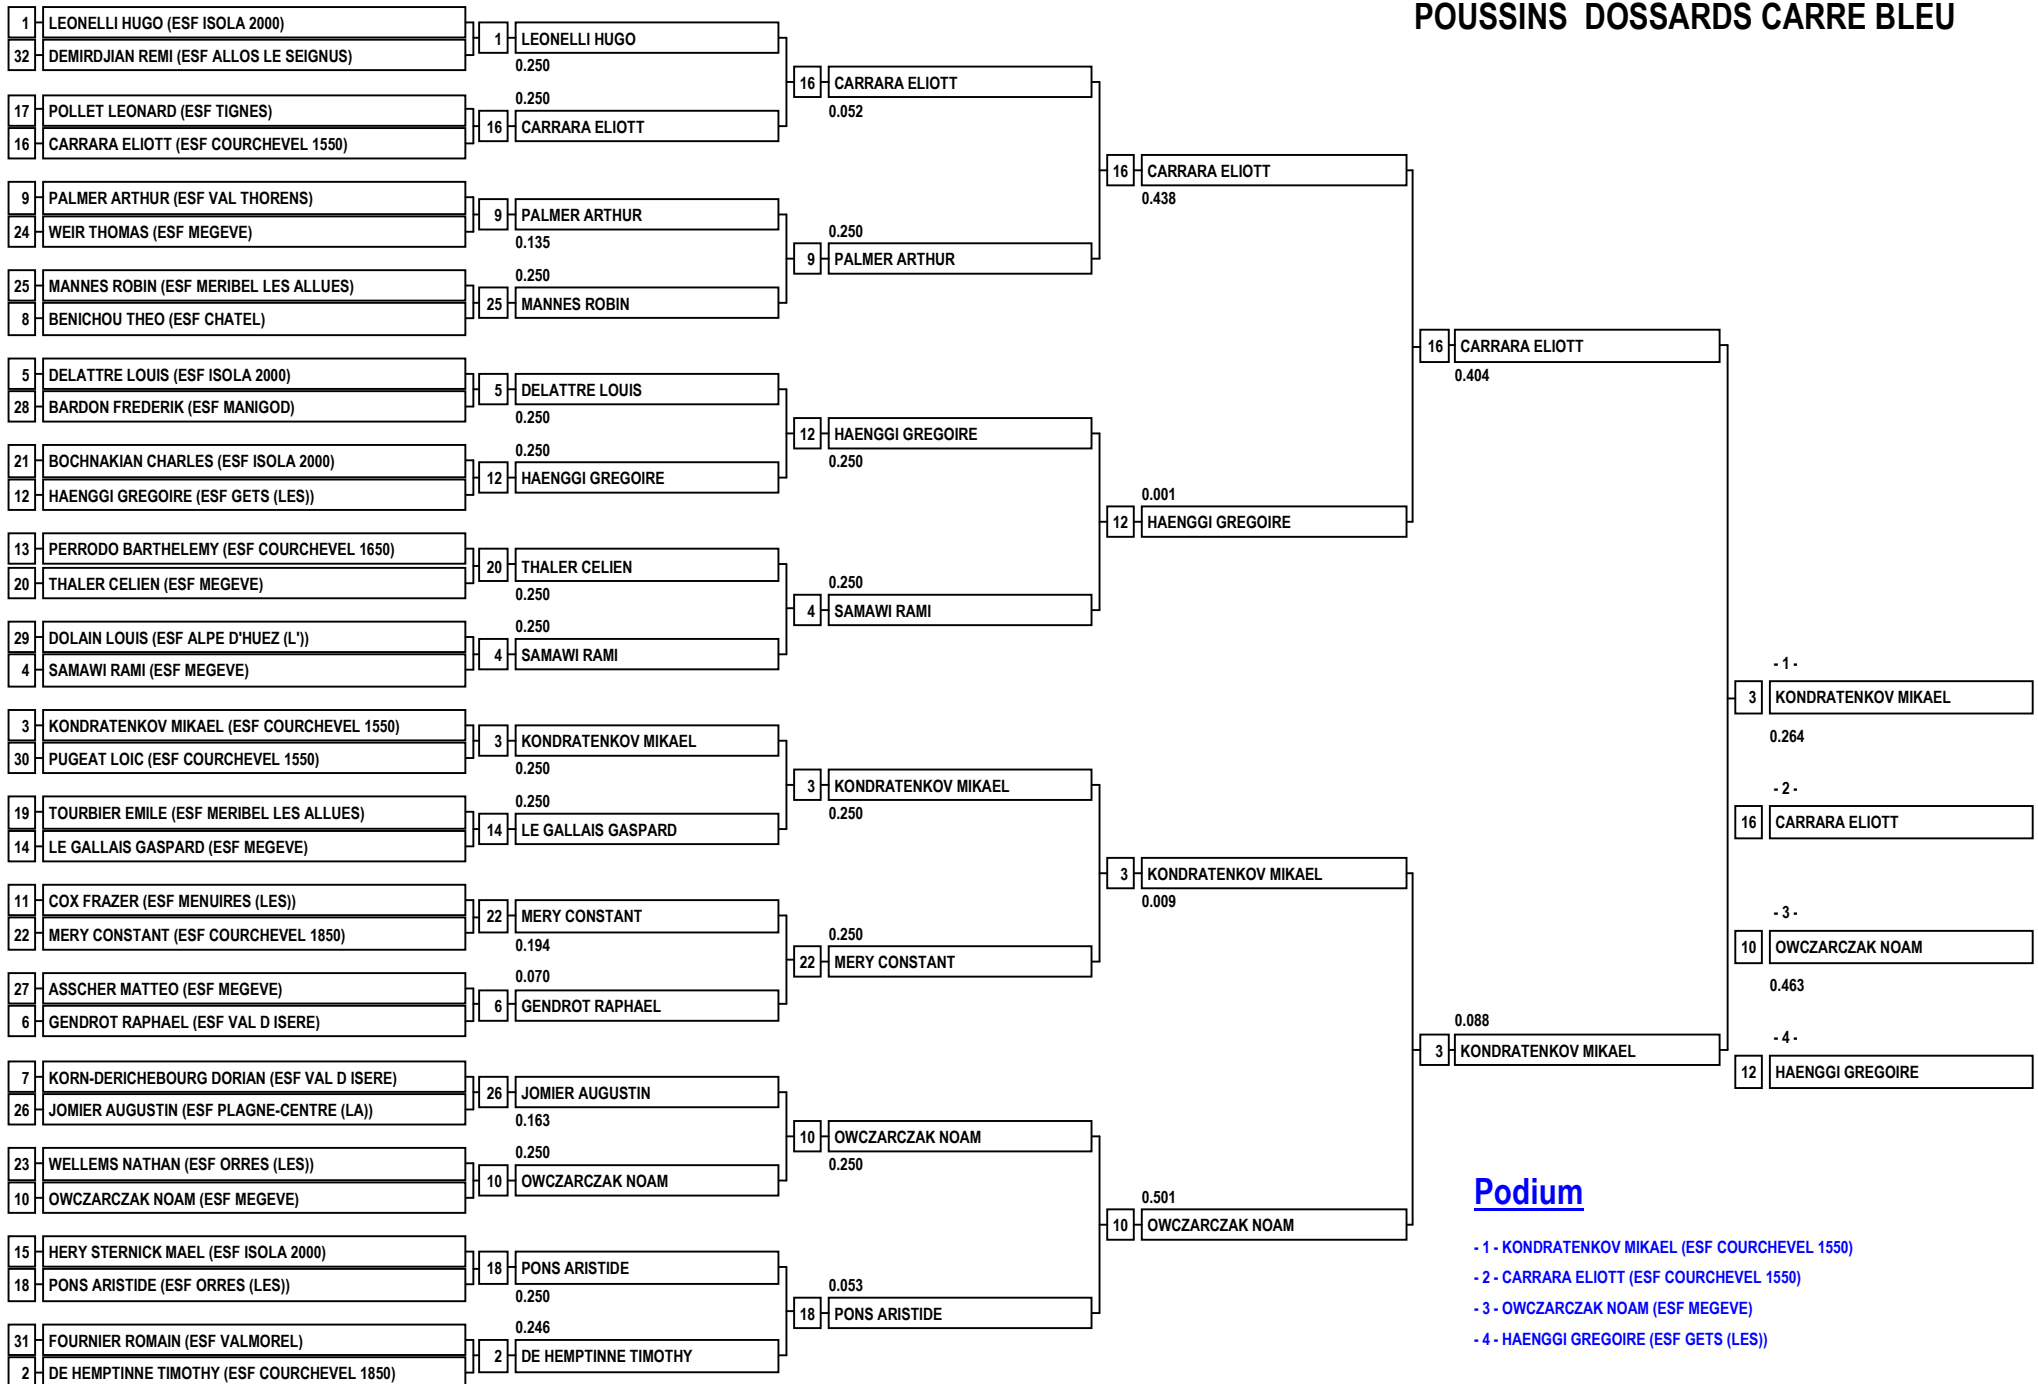 POUSSINS  DOSSARDS CARRE BLEU
1 LEONELLI HUGO (ESF ISOLA 2000)
32 DEMIRDJIAN REMI (ESF ALLOS LE SEIGNUS)
17 POLLET LEONARD (ESF TIGNES)
16 CARRARA ELIOTT (ESF COURCHEVEL 1550)
9 PALMER ARTHUR (ESF VAL THORENS)
24 WEIR THOMAS (ESF MEGEVE)
25 MANNES ROBIN (ESF MERIBEL LES ALLUES)
8 BENICHOU THEO (ESF CHATEL)
5 DELATTRE LOUIS (ESF ISOLA 2000)
28 BARDON FREDERIK (ESF MANIGOD)
21 BOCHNAKIAN CHARLES (ESF ISOLA 2000)
12 HAENGGI GREGOIRE (ESF GETS (LES))
13 PERRODO BARTHELEMY (ESF COURCHEVEL 1650)
20 THALER CELIEN (ESF MEGEVE)
29 DOLAIN LOUIS (ESF ALPE D'HUEZ (L'))
4 SAMAWI RAMI (ESF MEGEVE)
3 KONDRATENKOV MIKAEL (ESF COURCHEVEL 1550)
30 PUGEAT LOIC (ESF COURCHEVEL 1550)
19 TOURBIER EMILE (ESF MERIBEL LES ALLUES)
14 LE GALLAIS GASPARD (ESF MEGEVE)
11 COX FRAZER (ESF MENUIRES (LES))
22 MERY CONSTANT (ESF COURCHEVEL 1850)
27 ASSCHER MATTEO (ESF MEGEVE)
6 GENDROT RAPHAEL (ESF VAL D ISERE)
7 KORN-DERICHEBOURG DORIAN (ESF VAL D ISERE)
26 JOMIER AUGUSTIN (ESF PLAGNE-CENTRE (LA))
23 WELLEMS NATHAN (ESF ORRES (LES))
10 OWCZARCZAK NOAM (ESF MEGEVE)
15 HERY STERNICK MAEL (ESF ISOLA 2000)
18 PONS ARISTIDE (ESF ORRES (LES))
31 FOURNIER ROMAIN (ESF VALMOREL)
2 DE HEMPTINNE TIMOTHY (ESF COURCHEVEL 1850)
1 LEONELLI HUGO
0.250
0.250
16 CARRARA ELIOTT
9 PALMER ARTHUR
0.135
0.250
25 MANNES ROBIN
5 DELATTRE LOUIS
0.250
0.250
12 HAENGGI GREGOIRE
20 THALER CELIEN
0.250
0.250
4 SAMAWI RAMI
3 KONDRATENKOV MIKAEL
0.250
0.250
14 LE GALLAIS GASPARD
22 MERY CONSTANT
0.194
0.070
6 GENDROT RAPHAEL
26 JOMIER AUGUSTIN
0.163
0.250
10 OWCZARCZAK NOAM
18 PONS ARISTIDE
0.250
0.246
2 DE HEMPTINNE TIMOTHY
16 CARRARA ELIOTT
0.052
0.250
9 PALMER ARTHUR
12 HAENGGI GREGOIRE
0.250
0.250
4 SAMAWI RAMI
3 KONDRATENKOV MIKAEL
0.250
0.250
22 MERY CONSTANT
10 OWCZARCZAK NOAM
0.250
0.053
18 PONS ARISTIDE
16 CARRARA ELIOTT
0.438
0.001
12 HAENGGI GREGOIRE
3 KONDRATENKOV MIKAEL
0.009
0.501
10 OWCZARCZAK NOAM
16 CARRARA ELIOTT
0.404
0.088
3 KONDRATENKOV MIKAEL
- 1 -
3 KONDRATENKOV MIKAEL
0.264
- 2 -
16 CARRARA ELIOTT
- 3 -
10 OWCZARCZAK NOAM
0.463
- 4 -
12 HAENGGI GREGOIRE
Podium
- 1 - KONDRATENKOV MIKAEL (ESF COURCHEVEL 1550)
- 2 - CARRARA ELIOTT (ESF COURCHEVEL 1550)
- 3 - OWCZARCZAK NOAM (ESF MEGEVE)
- 4 - HAENGGI GREGOIRE (ESF GETS (LES))